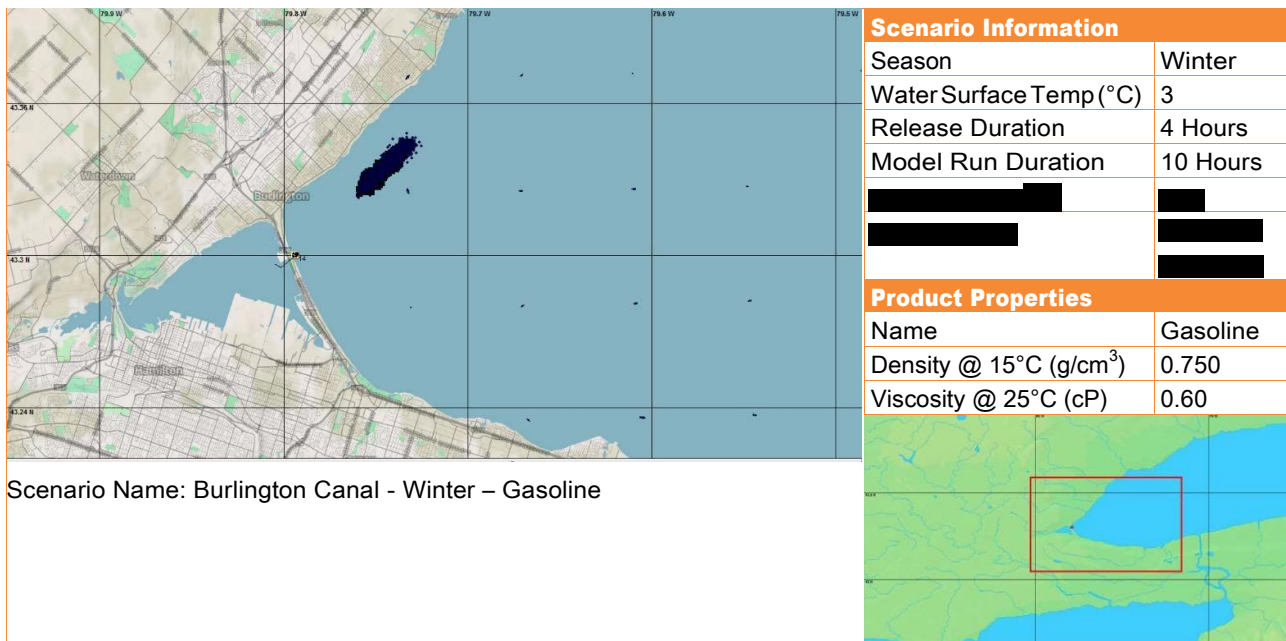 79.9 W 79.8 W 79.7 W 79.6 W 79.5 W
43.36 N
Waterdown
Burlington
43.3 N
14
Hamilton
43.24 N
Scenario Name: Burlington Canal - Winter – Gasoline
Scenario Information
Season Winter
Water Surface Temp (°C) 3
Release Duration 4 Hours
Model Run Duration 10 Hours
Product Properties
Name Gasoline
Density @ 15°C (g/cm³) 0.750
Viscosity @ 25°C (cP) 0.60